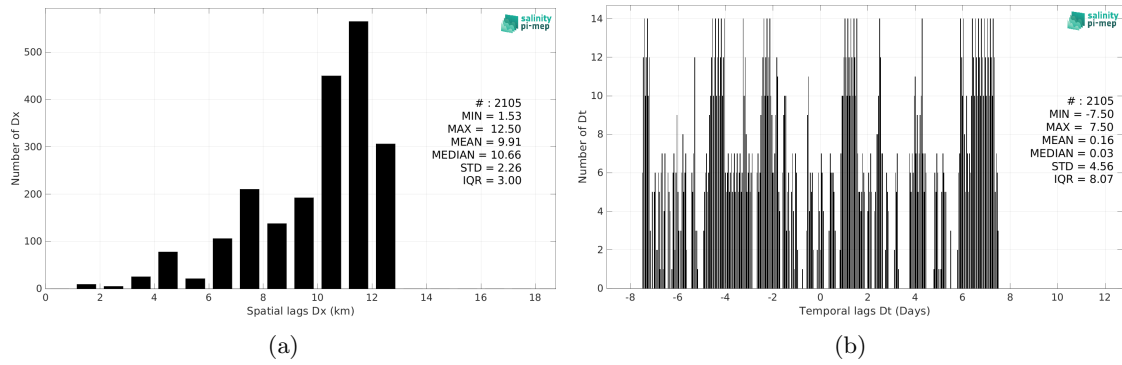 salinity
pi-mep
500
400
300
200
100
0
Number of Dx
# : 2105
MIN = 1.53
MAX = 12.50
MEAN = 9.91
MEDIAN = 10.66
STD = 2.26
IQR = 3.00
0 2 4 6 8 10 12 14 16 18
Spatial lags Dx (km)
(a)
salinity
pi-mep
14
12
10
8
6
4
2
0
Number of Dt
# : 2105
MIN = -7.50
MAX = 7.50
MEAN = 0.16
MEDIAN = 0.03
STD = 4.56
IQR = 8.07
-8 -6 -4 -2 0 2 4 6 8 10 12
Temporal lags Dt (Days)
(b)